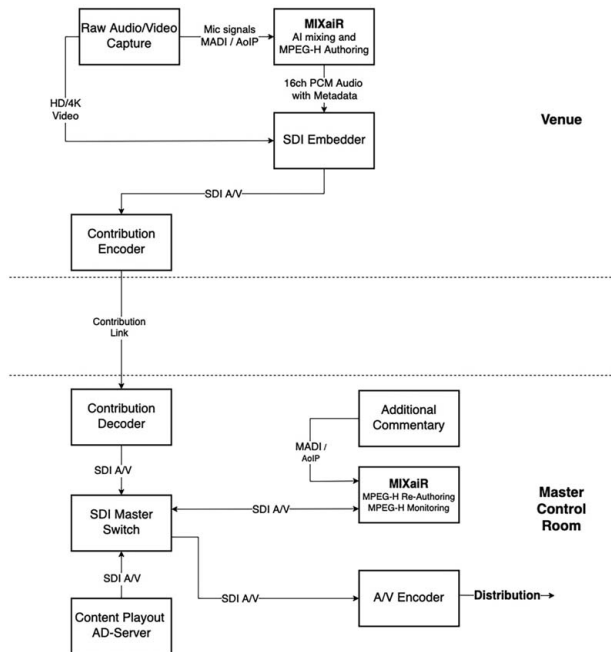 Raw Audio/Video
Capture
Mic signals
MADI / AoIP
MIXaiR
AI mixing and
MPEG-H Authoring
HD/4K
Video
16ch PCM Audio
with Metadata
Venue
SDI Embedder
SDI A/V
Contribution
Encoder
Contribution
Link
Contribution
Decoder
Additional
Commentary
MADI /
AoIP
SDI A/V
MIXaiR
MPEG-H Re-Authoring
MPEG-H Monitoring
Master
Control
Room
SDI Master
Switch
SDI A/V
SDI A/V
SDI A/V
A/V Encoder
Distribution
Content Playout
AD-Server